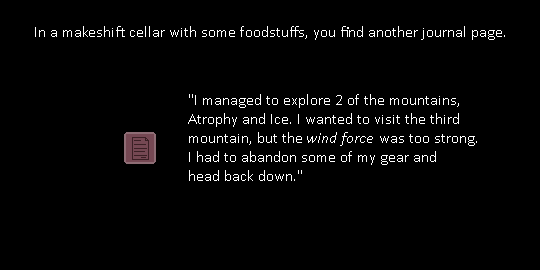 In a makeshift cellar with some foodstuffs, you find another journal page.
"I managed to explore 2 of the mountains,
Atrophy and Ice. I wanted to visit the third
mountain, but the wind force was too strong.
I had to abandon some of my gear and
head back down."